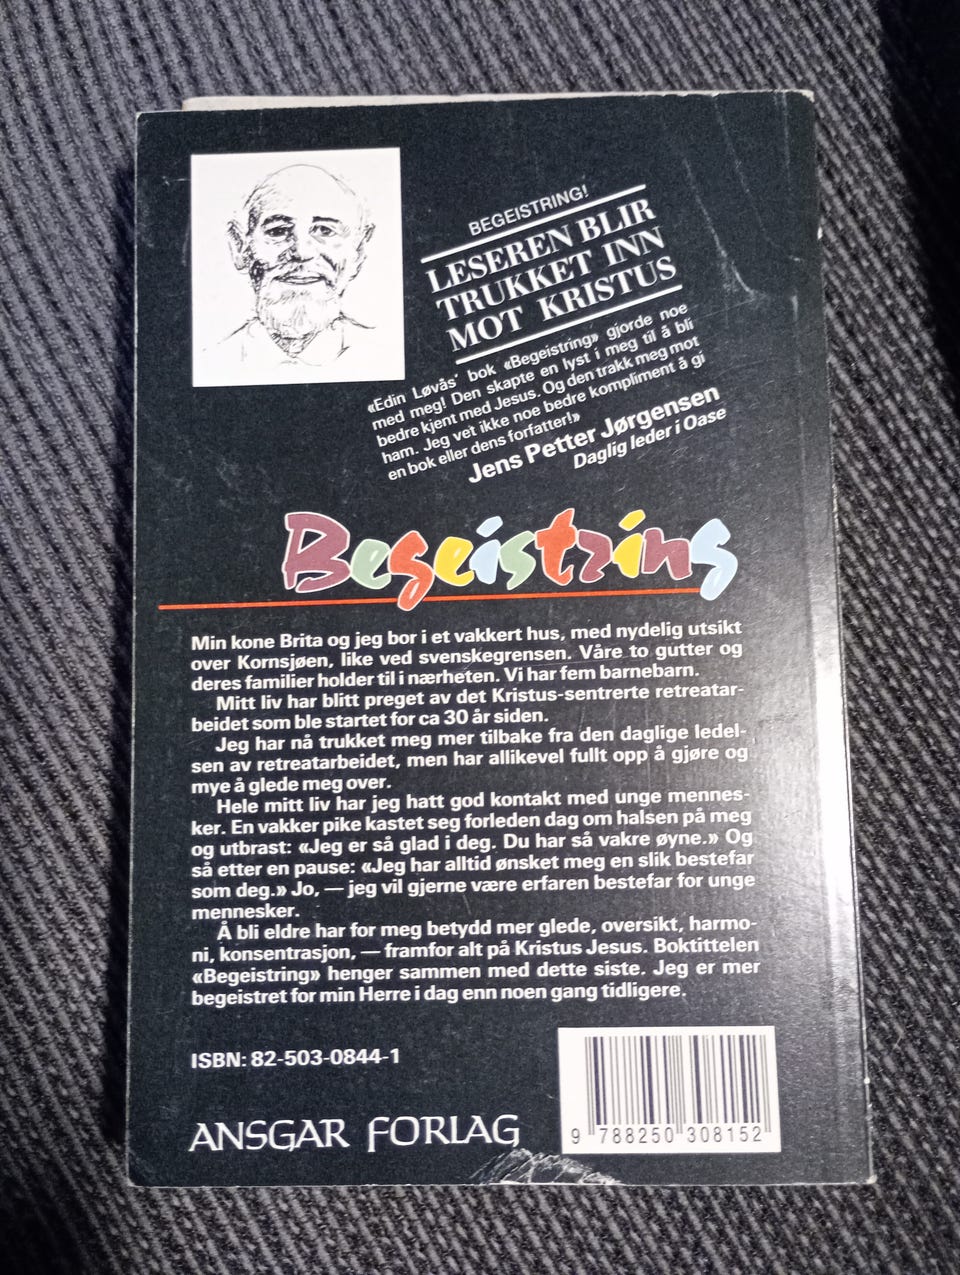 BEGEISTRING!
LESEREN BLIR
TRUKKET INN
MOT KRISTUS
«Edin Løvås' bok «Begeistring» gjorde noe
med meg! Den skapte en lyst i meg til å bli
bedre kjent med Jesus. Og den trakk meg mot
ham. Jeg vet ikke noe bedre kompliment å gi
en bok eller dens forfatter!»
Jens Petter Jørgensen
Daglig leder i Oase
Begeistring
Min kone Brita og jeg bor i et vakkert hus, med nydelig utsikt
over Kornsjøen, like ved svenskegrensen. Våre to gutter og
deres familier holder til i nærheten. Vi har fem barnebarn.
Mitt liv har blitt preget av det Kristus-sentrerte retreatar-
beidet som ble startet for ca 30 år siden.
Jeg har nå trukket meg mer tilbake fra den daglige ledel-
sen av retreatarbeidet, men har allikevel fullt opp å gjøre og
mye å glede meg over.
Hele mitt liv har jeg hatt god kontakt med unge mennes-
ker. En vakker pike kastet seg forleden dag om halsen på meg
og utbrast: «Jeg er så glad i deg. Du har så vakre øyne.» Og
så etter en pause: «Jeg har alltid ønsket meg en slik bestefar
som deg.» Jo, — jeg vil gjerne være erfaren bestefar for unge
mennesker.
Å bli eldre har for meg betydd mer glede, oversikt, harmo-
ni, konsentrasjon, — framfor alt på Kristus Jesus. Boktittelen
«Begeistring» henger sammen med dette siste. Jeg er mer
begeistret for min Herre i dag enn noen gang tidligere.
ISBN: 82-503-0844-1
ANSGAR FORLAG
9 788250 308152